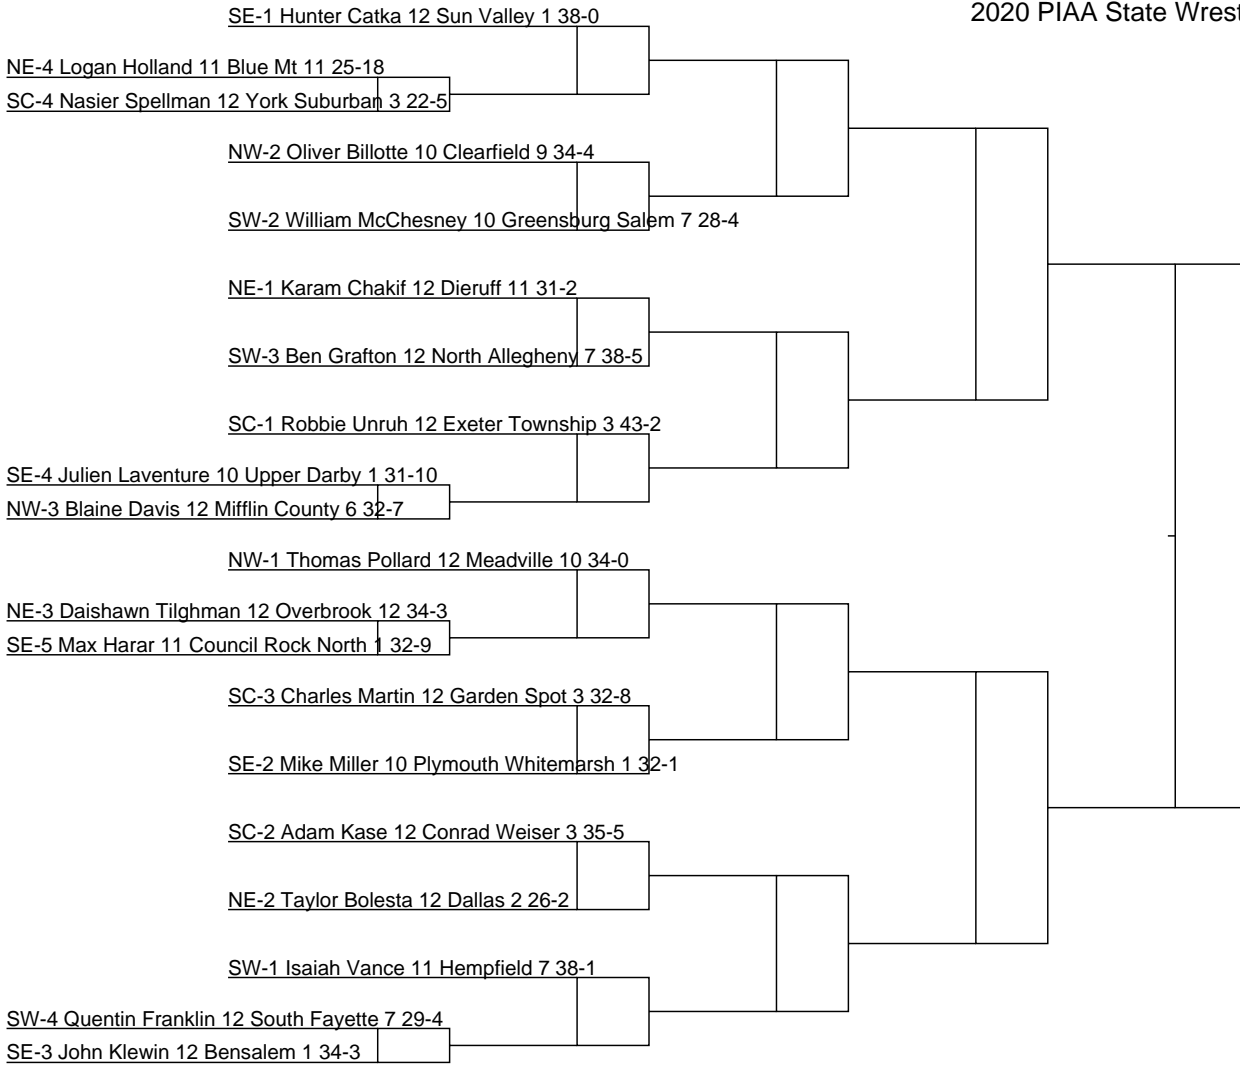 SE-1 Hunter Catka 12 Sun Valley 1 38-0
2020 PIAA State Wrest
NE-4 Logan Holland 11 Blue Mt 11 25-18
SC-4 Nasier Spellman 12 York Suburban 3 22-5
NW-2 Oliver Billotte 10 Clearfield 9 34-4
SW-2 William McChesney 10 Greensburg Salem 7 28-4
NE-1 Karam Chakif 12 Dieruff 11 31-2
SW-3 Ben Grafton 12 North Allegheny 7 38-5
SC-1 Robbie Unruh 12 Exeter Township 3 43-2
SE-4 Julien Laventure 10 Upper Darby 1 31-10
NW-3 Blaine Davis 12 Mifflin County 6 32-7
NW-1 Thomas Pollard 12 Meadville 10 34-0
NE-3 Daishawn Tilghman 12 Overbrook 12 34-3
SE-5 Max Harar 11 Council Rock North 1 32-9
SC-3 Charles Martin 12 Garden Spot 3 32-8
SE-2 Mike Miller 10 Plymouth Whitemarsh 1 32-1
SC-2 Adam Kase 12 Conrad Weiser 3 35-5
NE-2 Taylor Bolesta 12 Dallas 2 26-2
SW-1 Isaiah Vance 11 Hempfield 7 38-1
SW-4 Quentin Franklin 12 South Fayette 7 29-4
SE-3 John Klewin 12 Bensalem 1 34-3